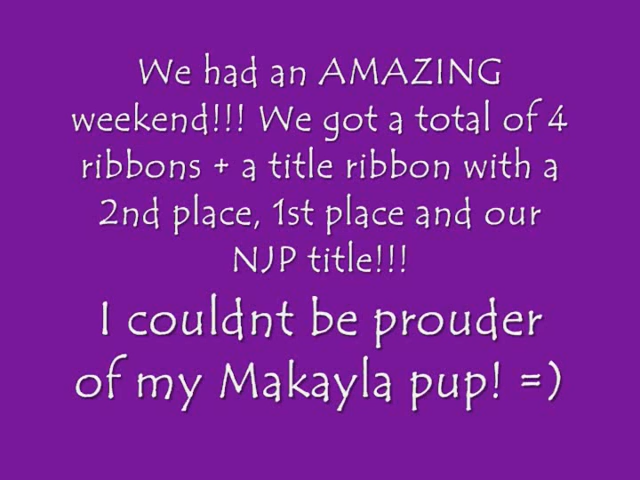 We had an AMAZING
weekend!!! We got a total of 4
ribbons + a title ribbon with a
2nd place, 1st place and our
NJP title!!!
I couldnt be prouder
of my Makayla pup! =)